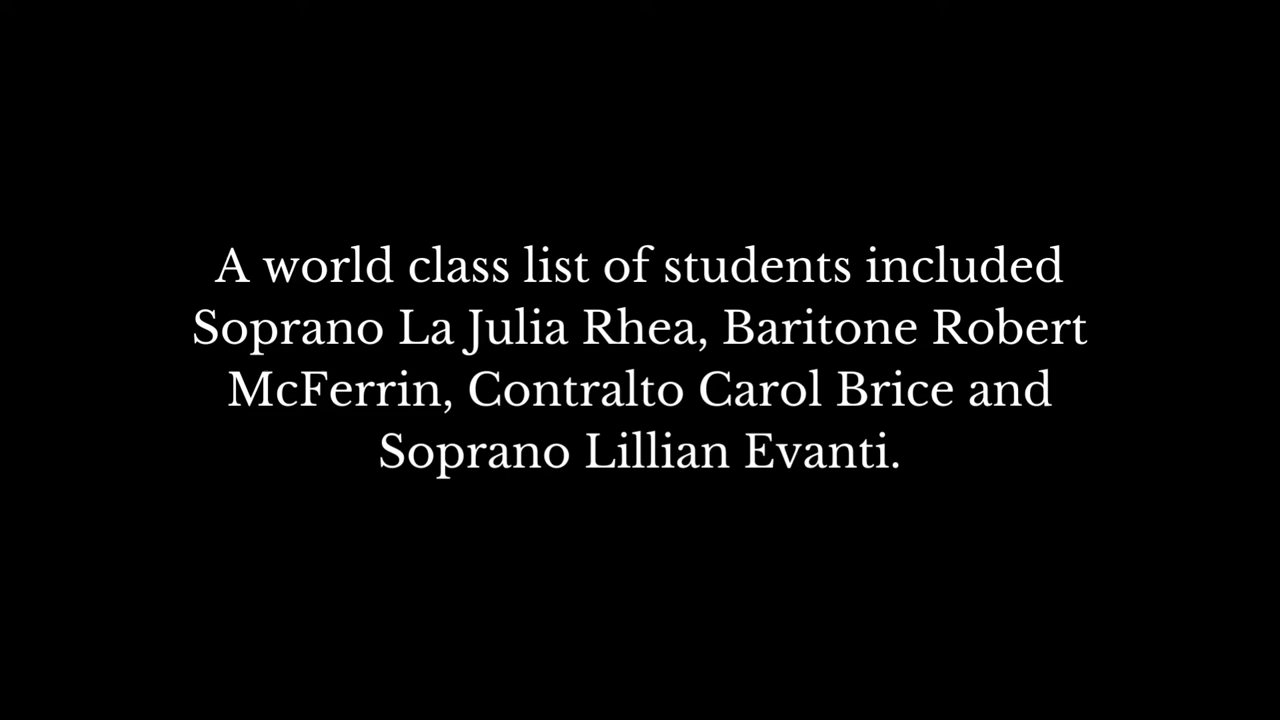 A world class list of students included
Soprano La Julia Rhea, Baritone Robert
McFerrin, Contralto Carol Brice and
Soprano Lillian Evanti.